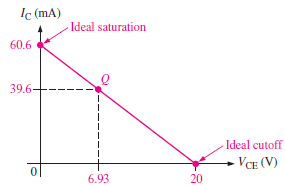 I_C (mA)
Ideal saturation
60.6
Q
39.6
Ideal cutoff
V_CE (V)
0
6.93
20